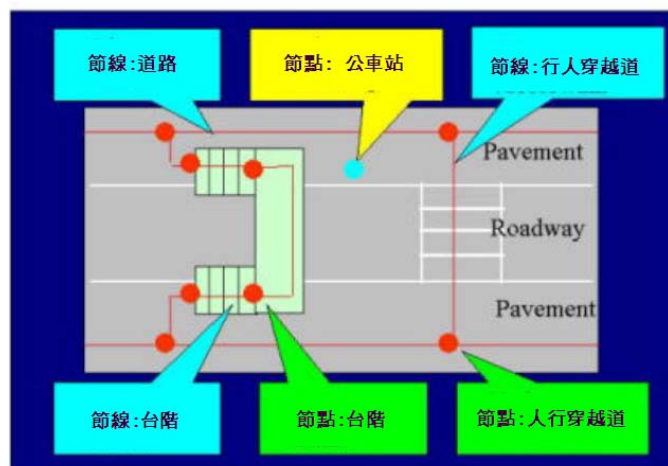 節線:道路
節點: 公車站
節線:行人穿越道
Pavement
Roadway
Pavement
節線:台階
節點:台階
節點:人行穿越道